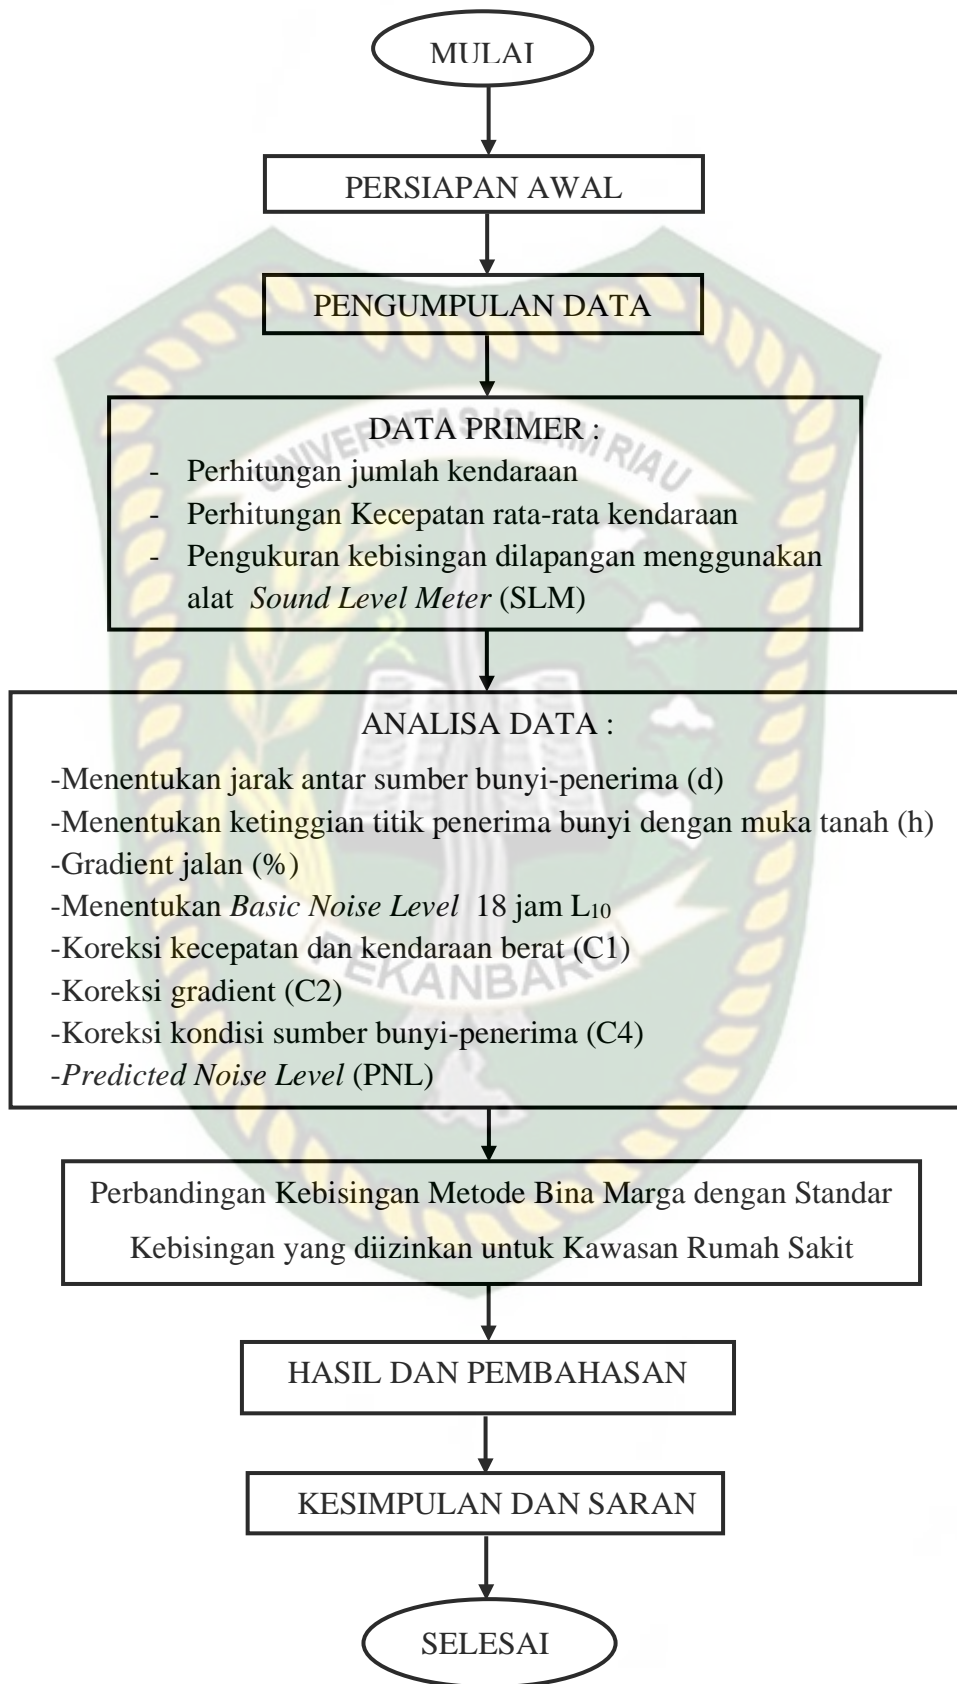 MULAI
PERSIAPAN AWAL
PENGUMPULAN DATA
DATA PRIMER :
- Perhitungan jumlah kendaraan
- Perhitungan Kecepatan rata-rata kendaraan
- Pengukuran kebisingan dilapangan menggunakan
alat Sound Level Meter (SLM)
UNIVERSITAS ISLAM RIAU
ANALISA DATA :
-Menentukan jarak antar sumber bunyi-penerima (d)
-Menentukan ketinggian titik penerima bunyi dengan muka tanah (h)
-Gradient jalan (%)
-Menentukan Basic Noise Level 18 jam L10
-Koreksi kecepatan dan kendaraan berat (C1)
-Koreksi gradient (C2)
-Koreksi kondisi sumber bunyi-penerima (C4)
-Predicted Noise Level (PNL)
PEKANBARU
Perbandingan Kebisingan Metode Bina Marga dengan Standar
Kebisingan yang diizinkan untuk Kawasan Rumah Sakit
HASIL DAN PEMBAHASAN
KESIMPULAN DAN SARAN
SELESAI